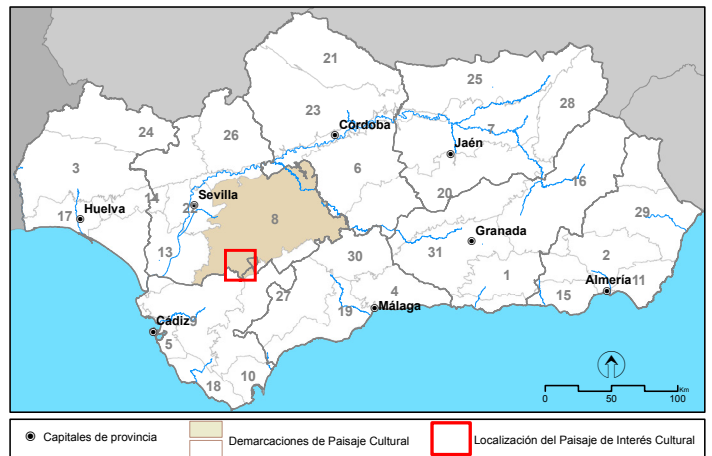 21
25
23
28
Córdoba
7
24
26
Jaén
3
6
16
20
14
Sevilla
22
8
17
Huelva
29
Granada
13
30
31
2
27
1
Almería
11
4
15
19
Málaga
Cádiz
9
5
10
18
Km
0
50
100
Capitales de provincia
Demarcaciones de Paisaje Cultural
Localización del Paisaje de Interés Cultural